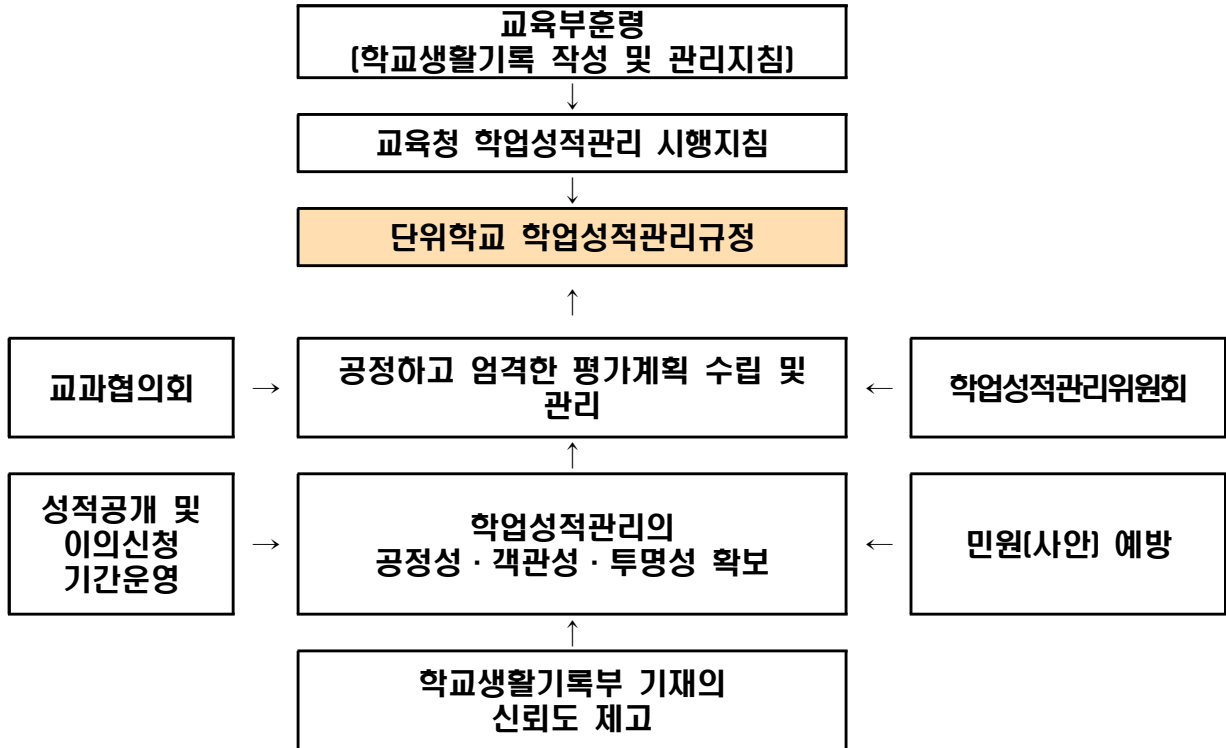 교육부훈령
(학교생활기록 작성 및 관리지침)
↓
교육청 학업성적관리 시행지침
↓
단위학교 학업성적관리규정
↑
교과협의회
→
공정하고 엄격한 평가계획 수립 및
관리
←
학업성적관리위원회
↑
성적공개 및
이의신청
기간운영
→
학업성적관리의
공정성 · 객관성 · 투명성 확보
←
민원(사안) 예방
↑
학교생활기록부 기재의
신뢰도 제고